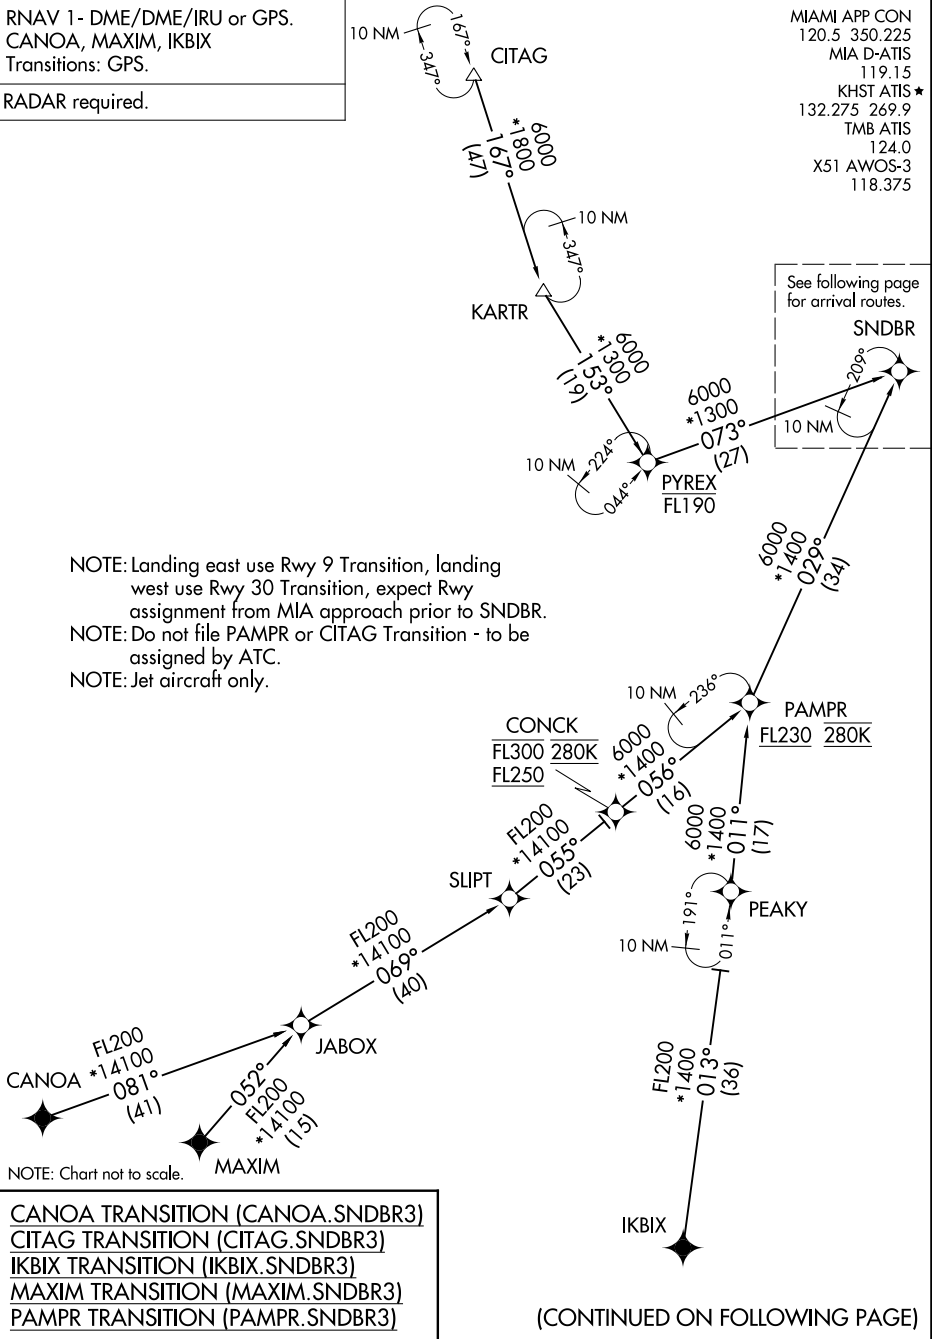 RNAV 1- DME/DME/IRU or GPS.
CANOA, MAXIM, IKBIX
Transitions: GPS.
RADAR required.
MIAMI APP CON
120.5 350.225
MIA D-ATIS
119.15
KHST ATIS ★
132.275 269.9
TMB ATIS
124.0
X51 AWOS-3
118.375
10 NM
167°
347°
CITAG
6000
*1800
167°
(47)
10 NM
347°
KARTR
6000
*1300
153°
(19)
See following page
for arrival routes.
SNDBR
209°
10 NM
6000
*1300
073°
(27)
10 NM
224°
044°
PYREX
FL190
6000
*1400
029°
(34)
NOTE: Landing east use Rwy 9 Transition, landing
west use Rwy 30 Transition, expect Rwy
assignment from MIA approach prior to SNDBR.
NOTE: Do not file PAMPR or CITAG Transition - to be
assigned by ATC.
NOTE: Jet aircraft only.
10 NM
236°
PAMPR
FL230 280K
CONCK
FL300 280K
FL250
6000
*1400
056°
(16)
6000
*1400
011°
(17)
FL200
*14100
055°
(23)
SLIPT
PEAKY
191°
011°
10 NM
FL200
*14100
069°
(40)
JABOX
FL200
*14100
081°
(41)
CANOA
052°
FL200
*14100
(15)
MAXIM
FL200
*1400
013°
(36)
IKBIX
NOTE: Chart not to scale.
CANOA TRANSITION (CANOA.SNDBR3)
CITAG TRANSITION (CITAG.SNDBR3)
IKBIX TRANSITION (IKBIX.SNDBR3)
MAXIM TRANSITION (MAXIM.SNDBR3)
PAMPR TRANSITION (PAMPR.SNDBR3)
(CONTINUED ON FOLLOWING PAGE)